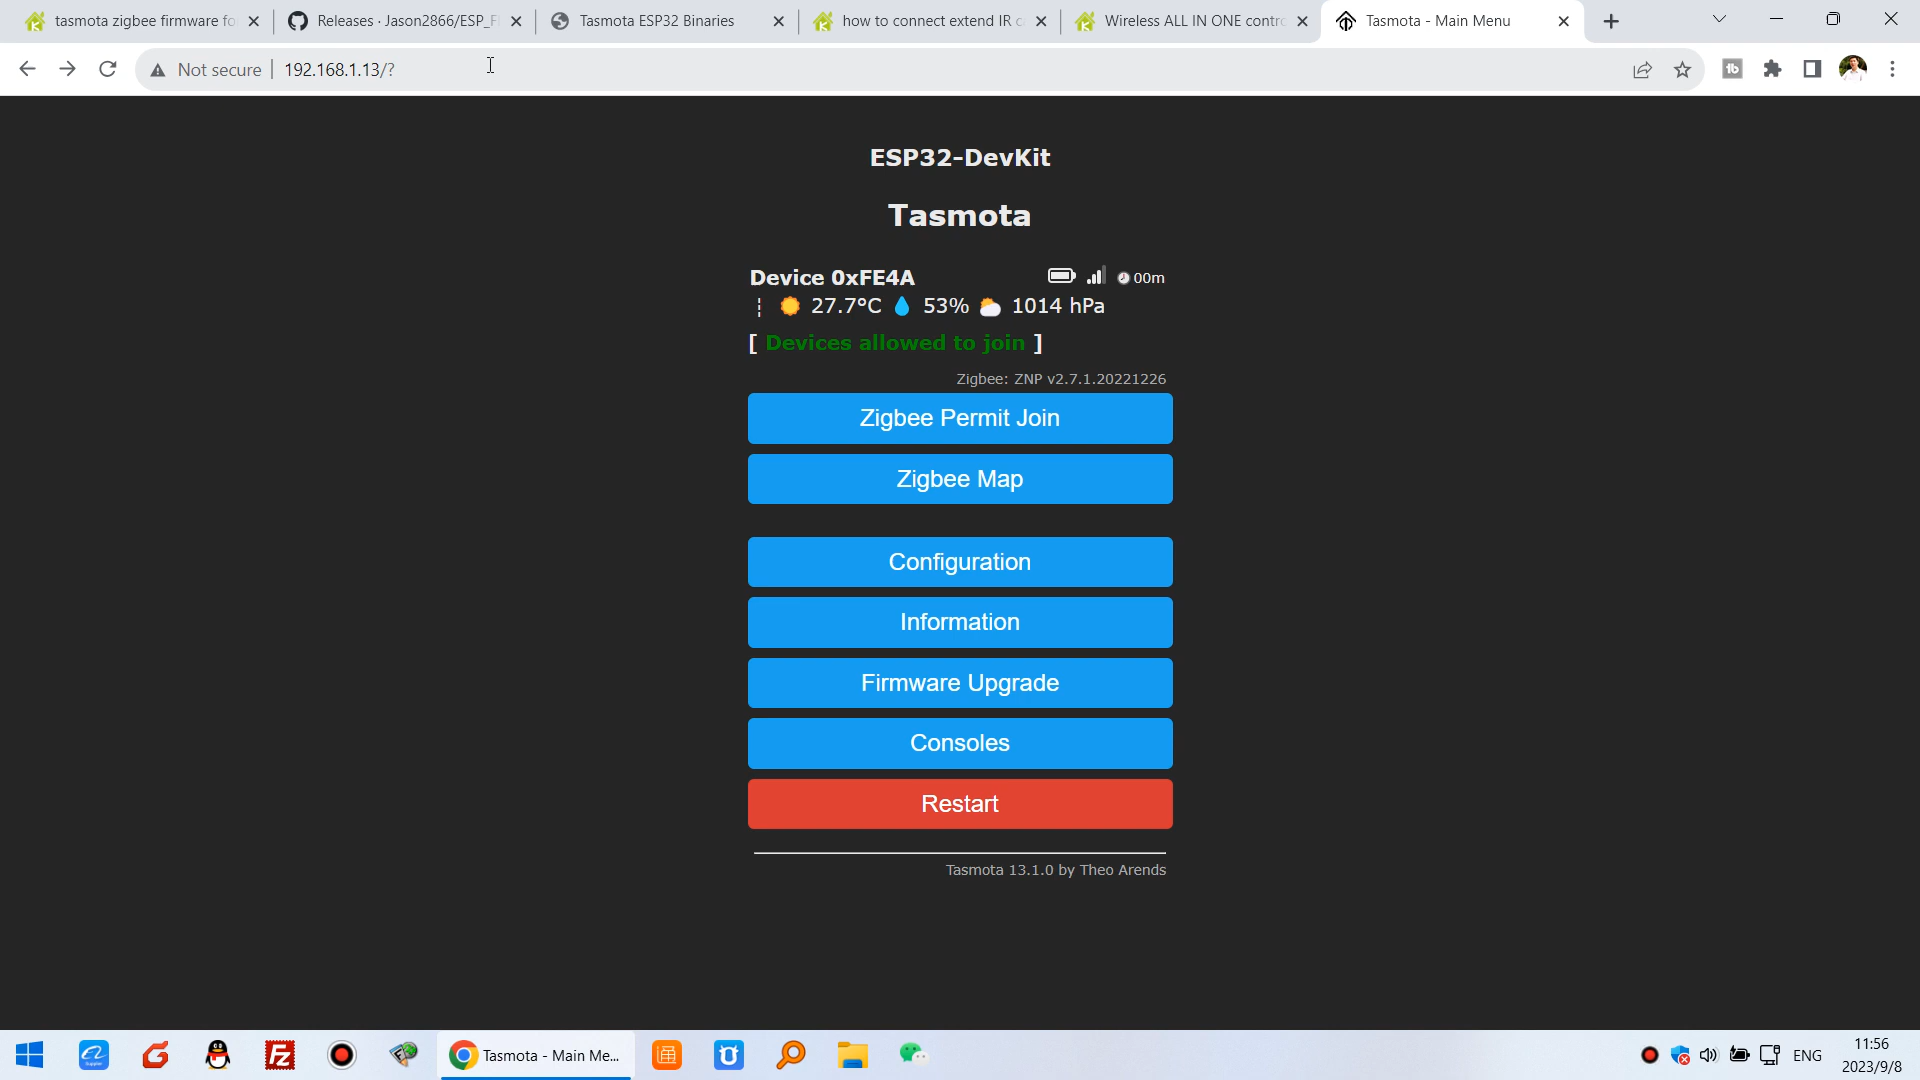 tasmota zigbee firmware fo
Releases · Jason2866/ESP_Fl
Tasmota ESP32 Binaries
how to connect extend IR c
Wireless ALL IN ONE contro
Tasmota - Main Menu
Not secure
192.168.1.13/?
ESP32-DevKit
Tasmota
Device 0xFE4A 00m
27.7°C 53% 1014 hPa
[ Devices allowed to join ]
Zigbee: ZNP v2.7.1.20221226
Zigbee Permit Join
Zigbee Map
Configuration
Information
Firmware Upgrade
Consoles
Restart
Tasmota 13.1.0 by Theo Arends
Tasmota - Main Me...
ENG
11:56
2023/9/8